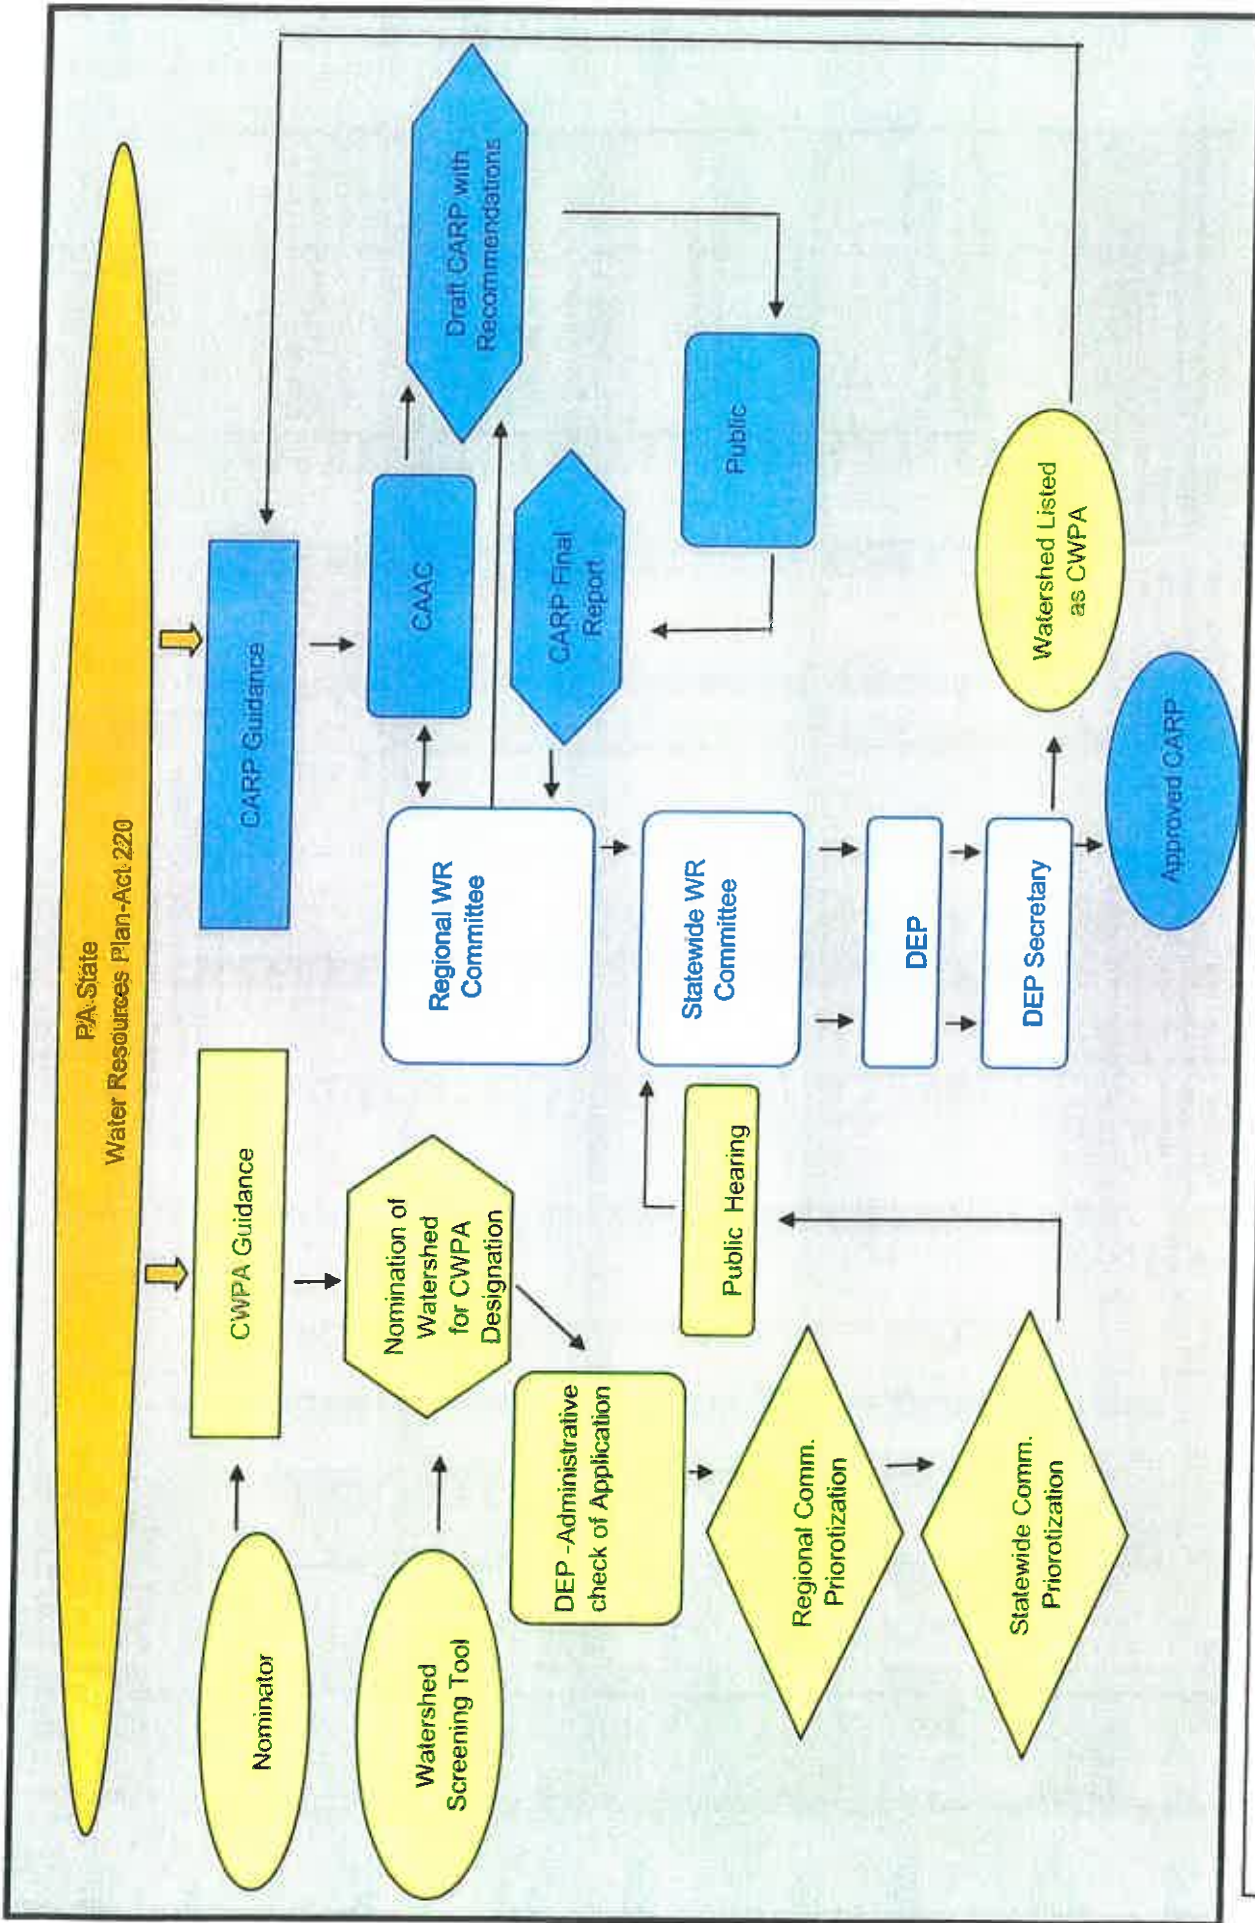 PA State
Water Resources Plan-Act 220
Nominator
CWPA Guidance
CARP Guidance
Watershed
Screening Tool
Nomination of
Watershed
for CWPA
Designation
Regional WR
Committee
CAAC
Draft CARP with
Recommendations
DEP -Administrative
check of Application
CARP Final
Report
Public Hearing
Statewide WR
Committee
Public
Regional Comm.
Priorotization
DEP
Statewide Comm.
Priorotization
DEP Secretary
Watershed Listed
as CWPA
Approved CARP